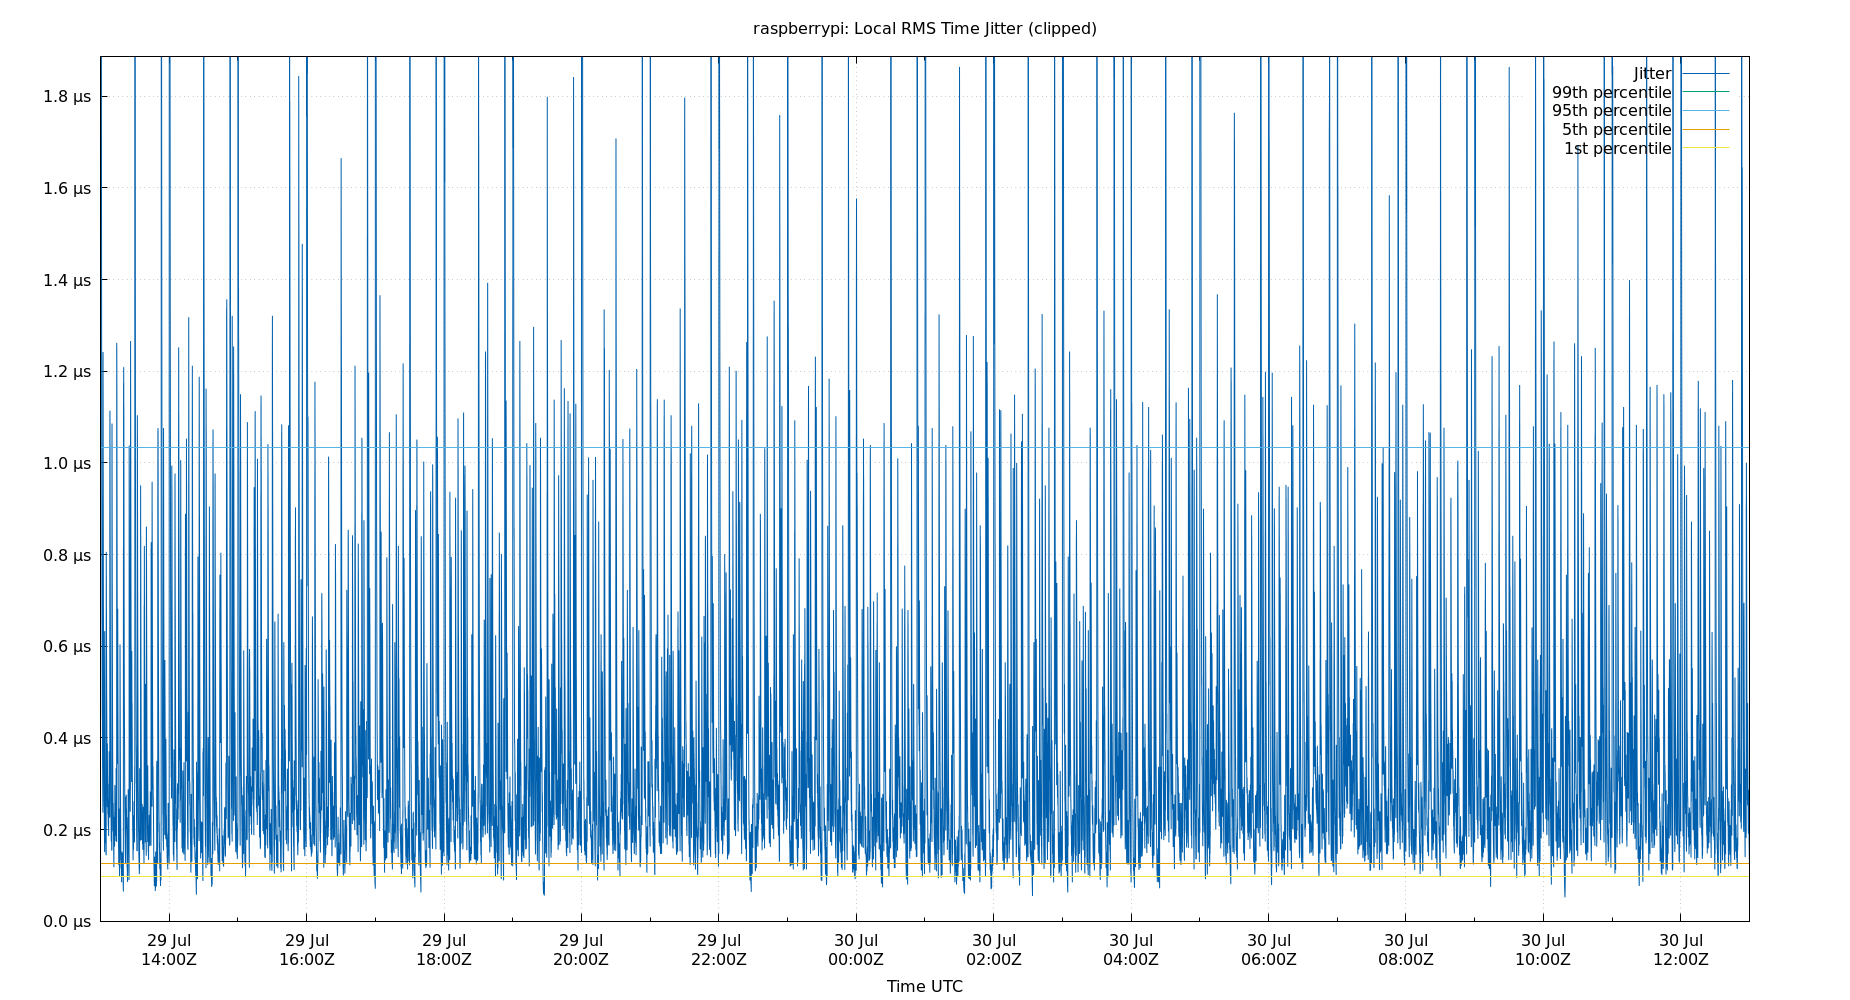 raspberrypi: Local RMS Time Jitter (clipped)
Jitter
99th percentile
95th percentile
5th percentile
1st percentile
1.8 µs
1.6 µs
1.4 µs
1.2 µs
1.0 µs
0.8 µs
0.6 µs
0.4 µs
0.2 µs
0.0 µs
29 Jul 29 Jul 29 Jul 29 Jul 29 Jul 30 Jul 30 Jul 30 Jul 30 Jul 30 Jul 30 Jul 30 Jul
14:00Z 16:00Z 18:00Z 20:00Z 22:00Z 00:00Z 02:00Z 04:00Z 06:00Z 08:00Z 10:00Z 12:00Z
Time UTC